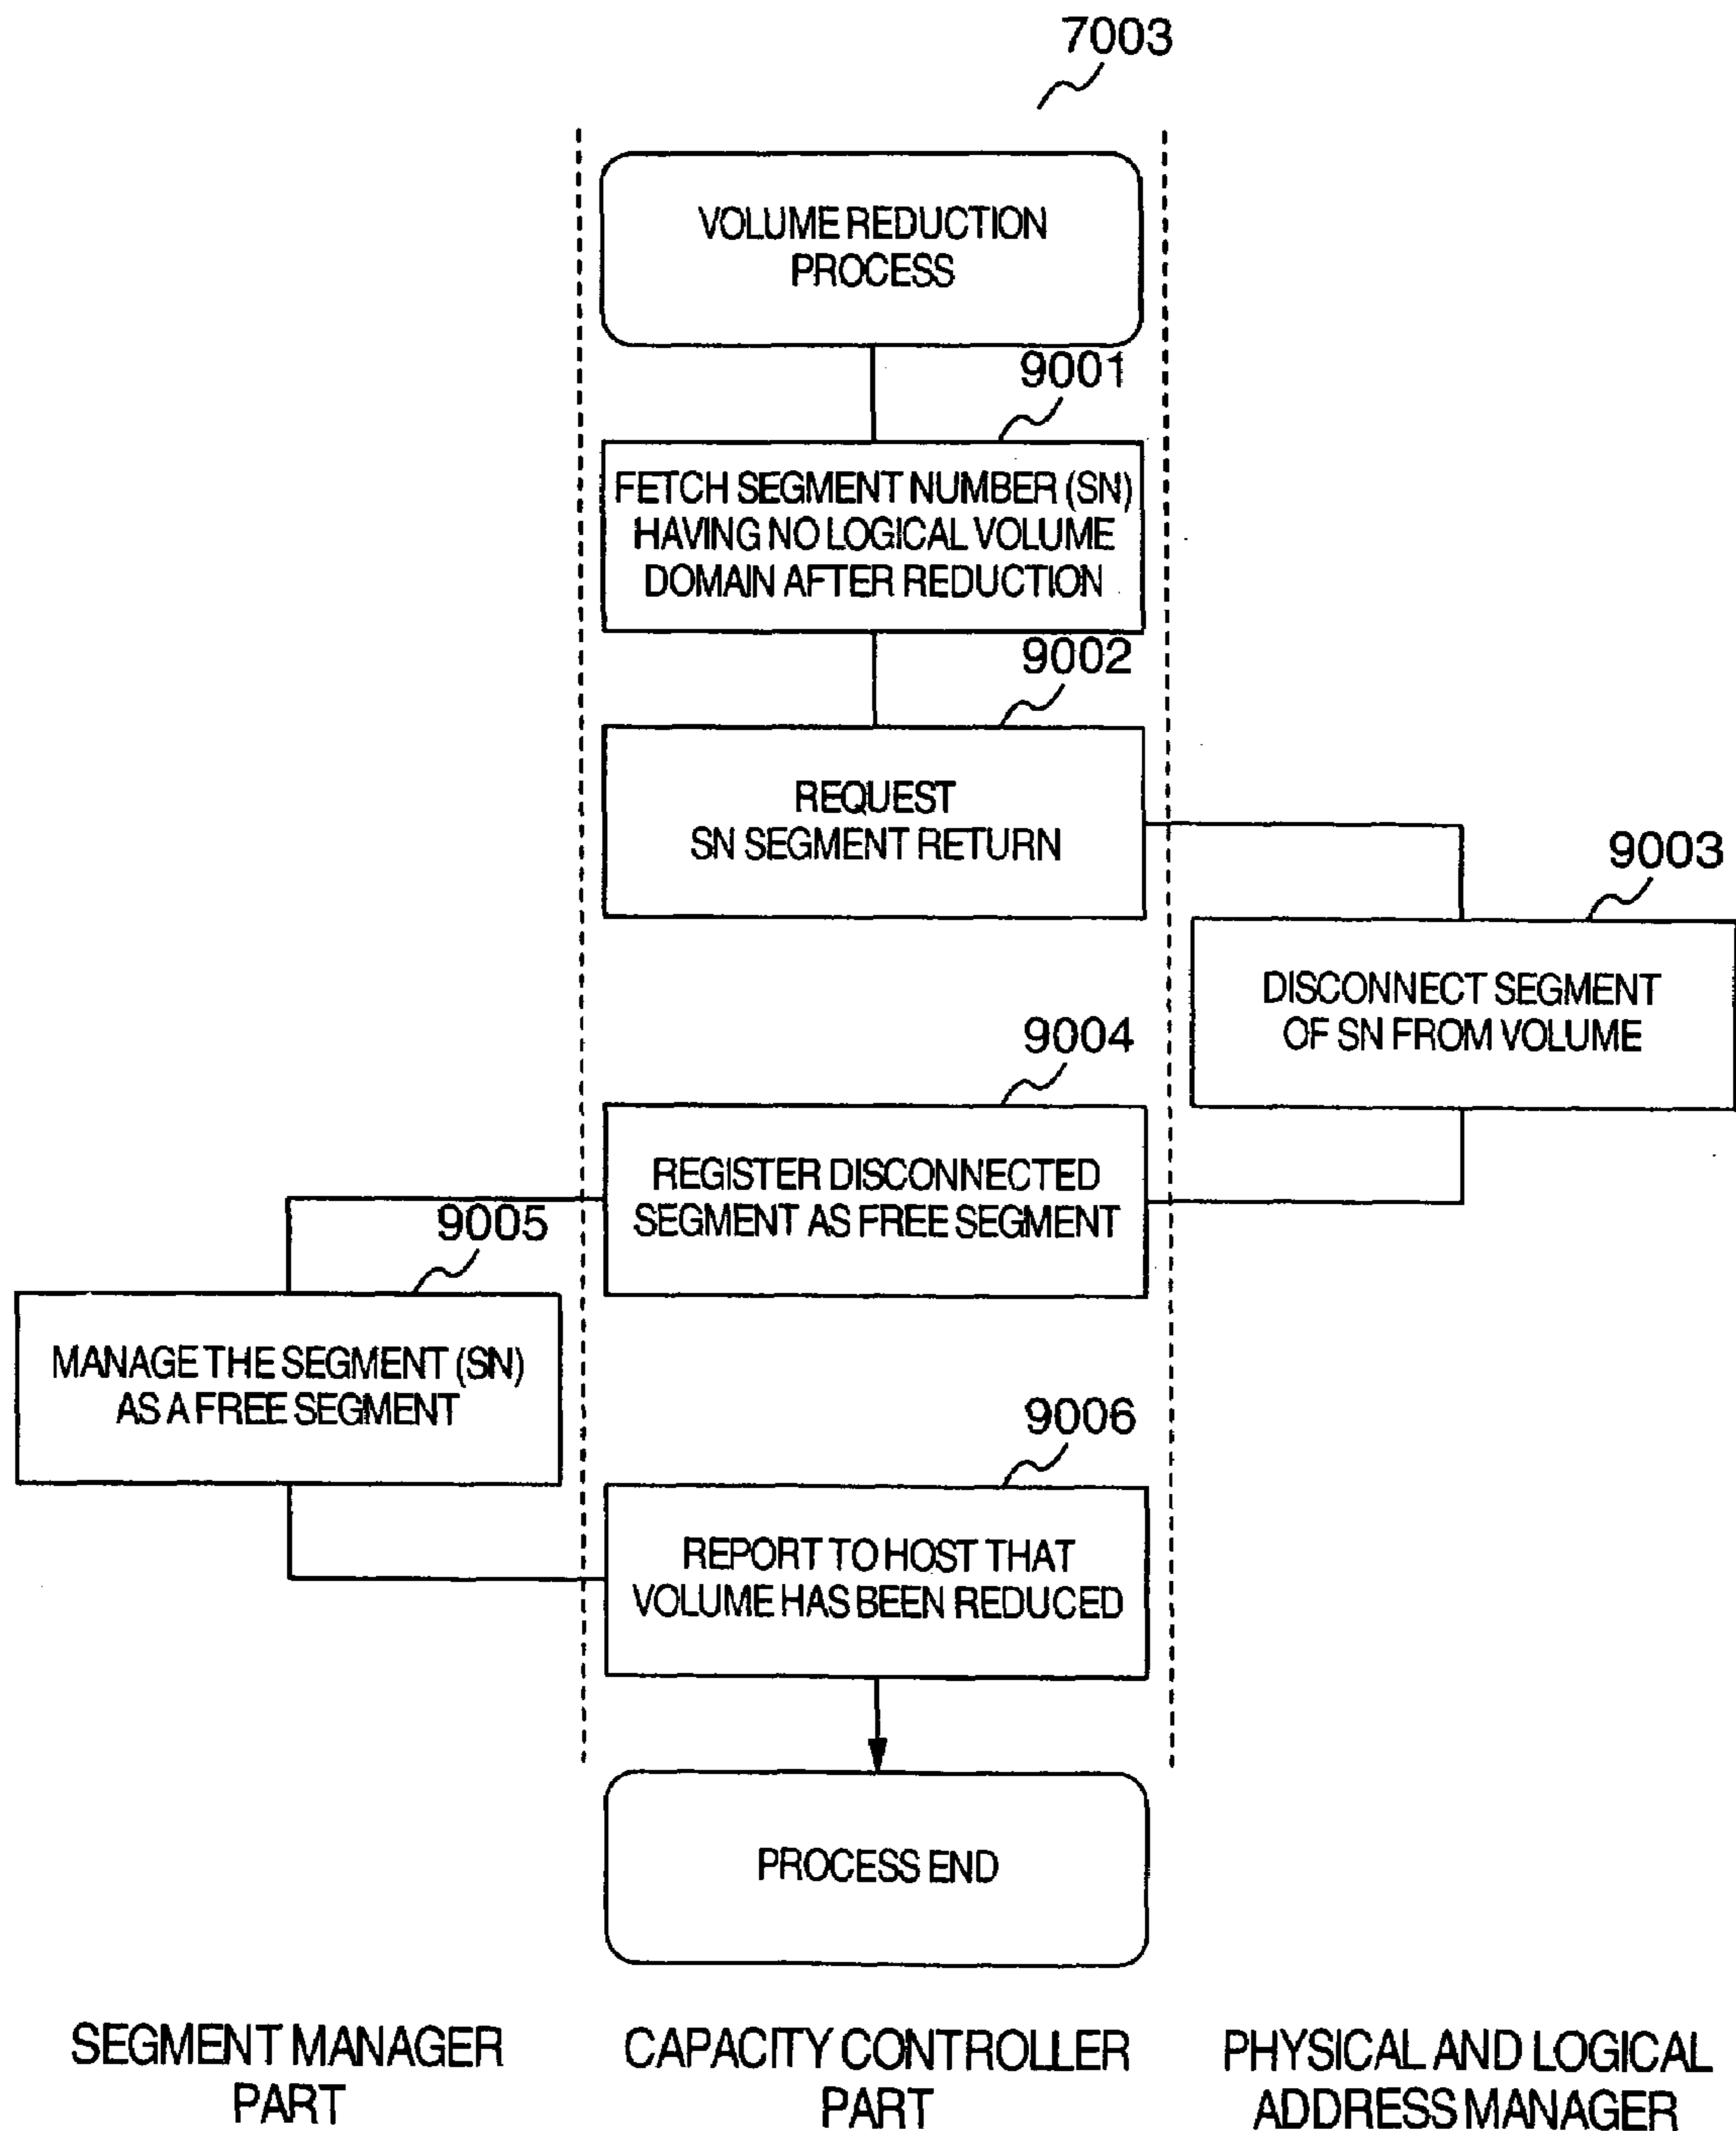 7003
VOLUME REDUCTION
PROCESS
9001
FETCH SEGMENT NUMBER (SN)
HAVING NO LOGICAL VOLUME
DOMAIN AFTER REDUCTION
9002
REQUEST
SN SEGMENT RETURN
9003
DISCONNECT SEGMENT
OF SN FROM VOLUME
9004
REGISTER DISCONNECTED
SEGMENT AS FREE SEGMENT
9005
MANAGE THE SEGMENT (SN)
AS A FREE SEGMENT
9006
REPORT TO HOST THAT
VOLUME HAS BEEN REDUCED
PROCESS END
SEGMENT MANAGER
PART
CAPACITY CONTROLLER
PART
PHYSICAL AND LOGICAL
ADDRESS MANAGER